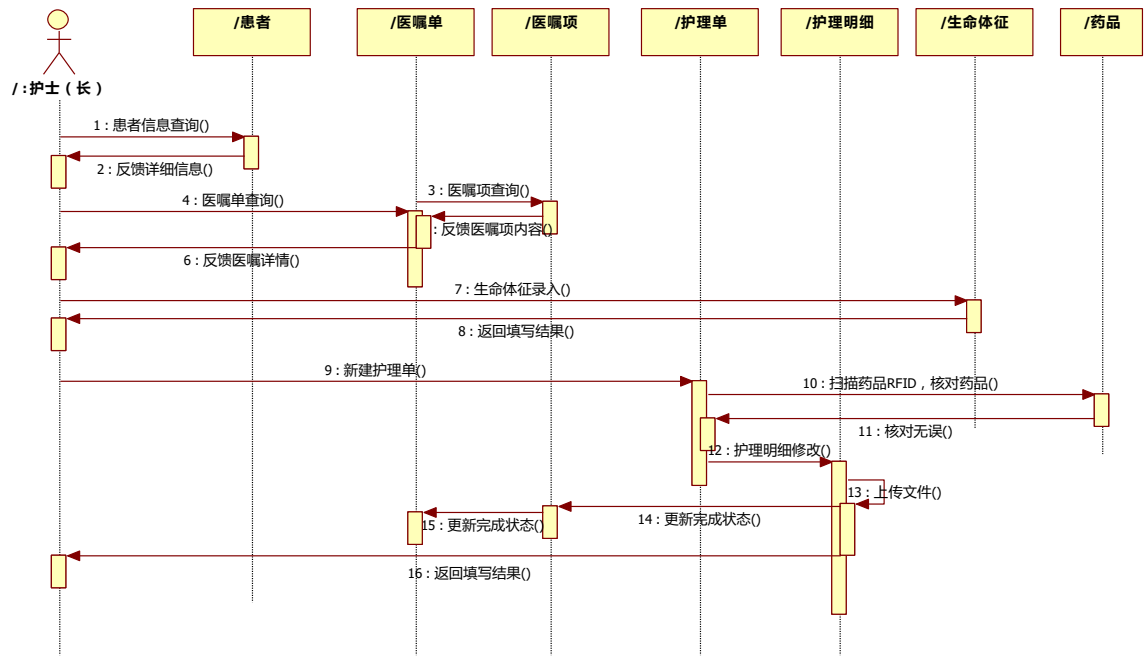 /患者
/医嘱单
/医嘱项
/护理单
/护理明细
/生命体征
/药品
/ : 护士（长）
1 : 患者信息查询()
2 : 反馈详细信息()
3 : 医嘱项查询()
4 : 医嘱单查询()
: 反馈医嘱项内容()
6 : 反馈医嘱详情()
7 : 生命体征录入()
8 : 返回填写结果()
9 : 新建护理单()
10 : 扫描药品RFID，核对药品()
11 : 核对无误()
12 : 护理明细修改()
13 : 上传文件()
14 : 更新完成状态()
15 : 更新完成状态()
16 : 返回填写结果()